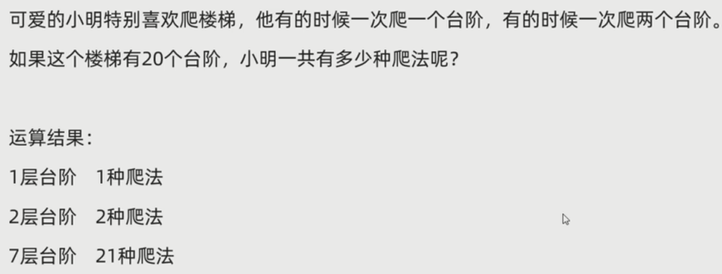 可爱的小明特别喜欢爬楼梯，他有的时候一次爬一个台阶，有的时候一次爬两个台阶。
如果这个楼梯有20个台阶，小明一共有多少种爬法呢？
运算结果：
1层台阶 1种爬法
2层台阶 2种爬法
7层台阶 21种爬法